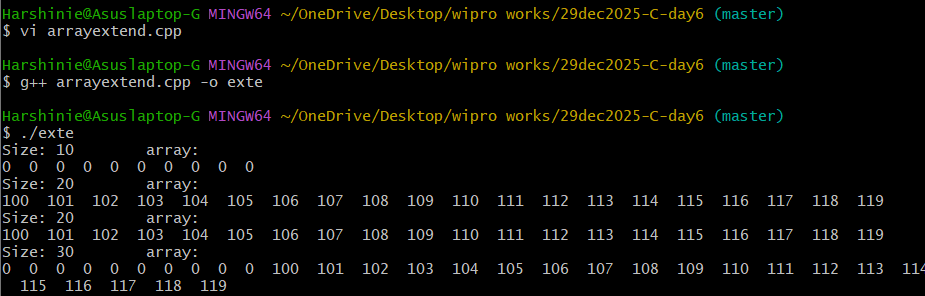 Harshinie@Asuslaptop-G MINGW64 ~/OneDrive/Desktop/wipro works/29dec2025-C-day6 (master)
$ vi arrayextend.cpp
Harshinie@Asuslaptop-G MINGW64 ~/OneDrive/Desktop/wipro works/29dec2025-C-day6 (master)
$ g++ arrayextend.cpp -o exte
Harshinie@Asuslaptop-G MINGW64 ~/OneDrive/Desktop/wipro works/29dec2025-C-day6 (master)
$ ./exte
Size: 10        array:
0  0  0  0  0  0  0  0  0  0
Size: 20        array:
100  101  102  103  104  105  106  107  108  109  110  111  112  113  114  115  116  117  118  119
Size: 20        array:
100  101  102  103  104  105  106  107  108  109  110  111  112  113  114  115  116  117  118  119
Size: 30        array:
0  0  0  0  0  0  0  0  0  0  100  101  102  103  104  105  106  107  108  109  110  111  112  113  114
  115  116  117  118  119